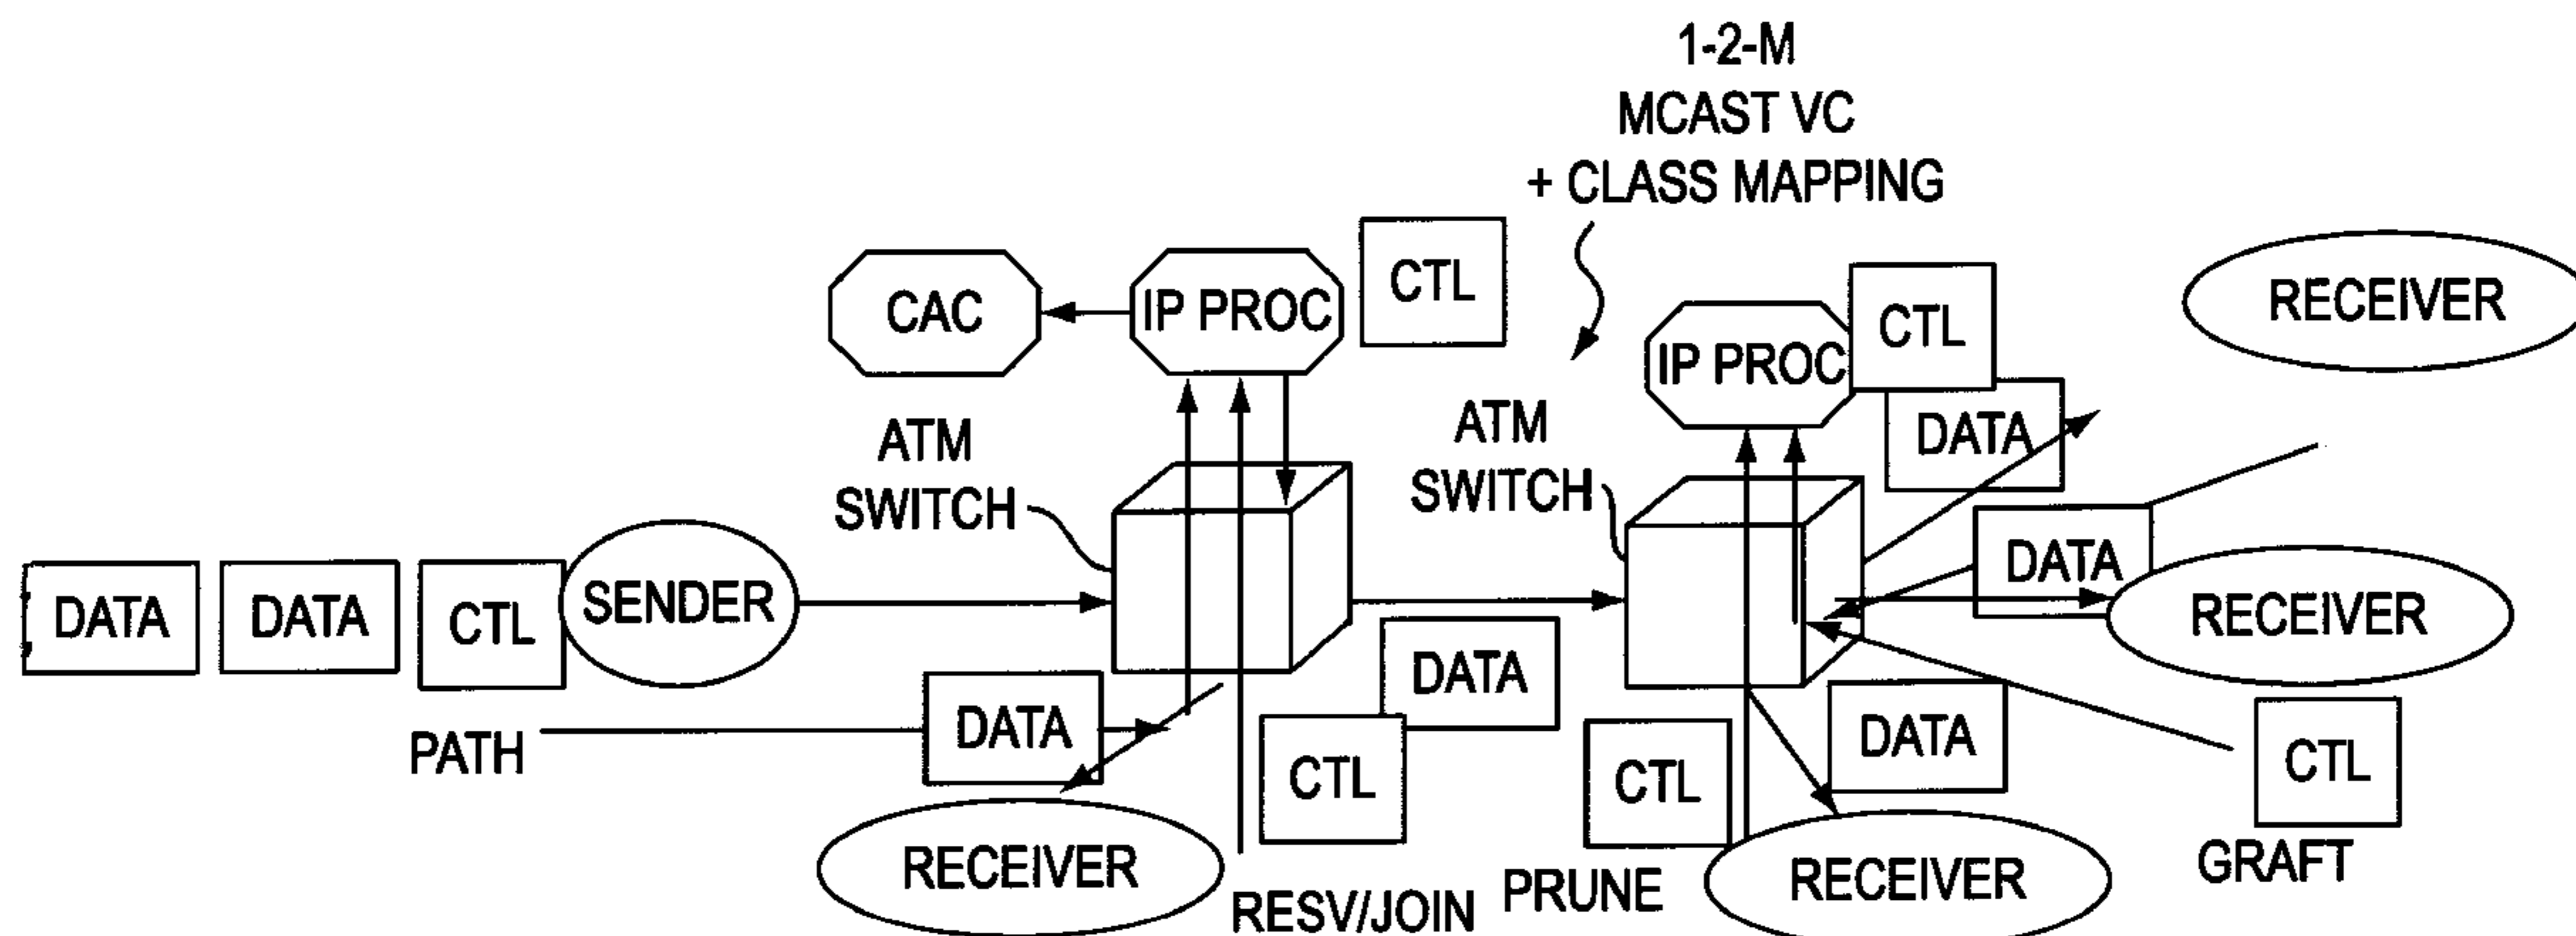 1-2-M
MCAST VC
+ CLASS MAPPING
CAC
IP PROC
CTL
IP PROC
CTL
DATA
RECEIVER
ATM
SWITCH
ATM
SWITCH
DATA
DATA
CTL
SENDER
DATA
RECEIVER
PATH
DATA
DATA
CTL
CTL
DATA
CTL
RECEIVER
RESV/JOIN
PRUNE
RECEIVER
GRAFT